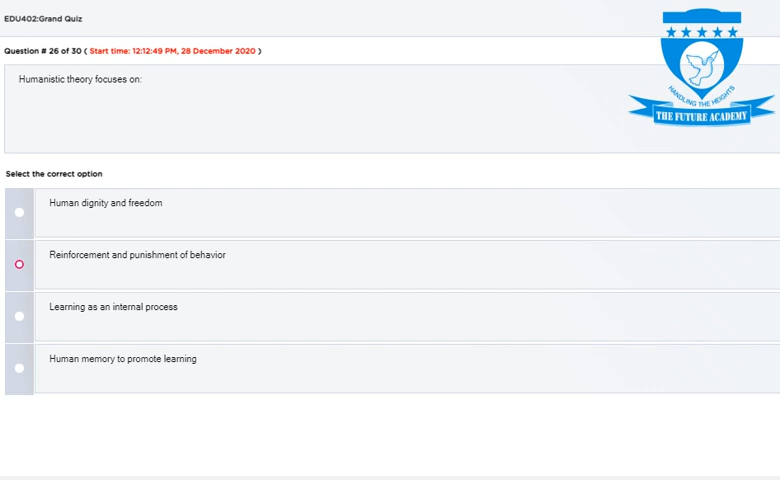 EDU402:Grand Quiz
Question # 26 of 30 ( Start time: 12:12:49 PM, 28 December 2020 )
Humanistic theory focuses on:
HANDLING THE HEIGHTS
THE FUTURE ACADEMY
Select the correct option
Human dignity and freedom
Reinforcement and punishment of behavior
Learning as an internal process
Human memory to promote learning